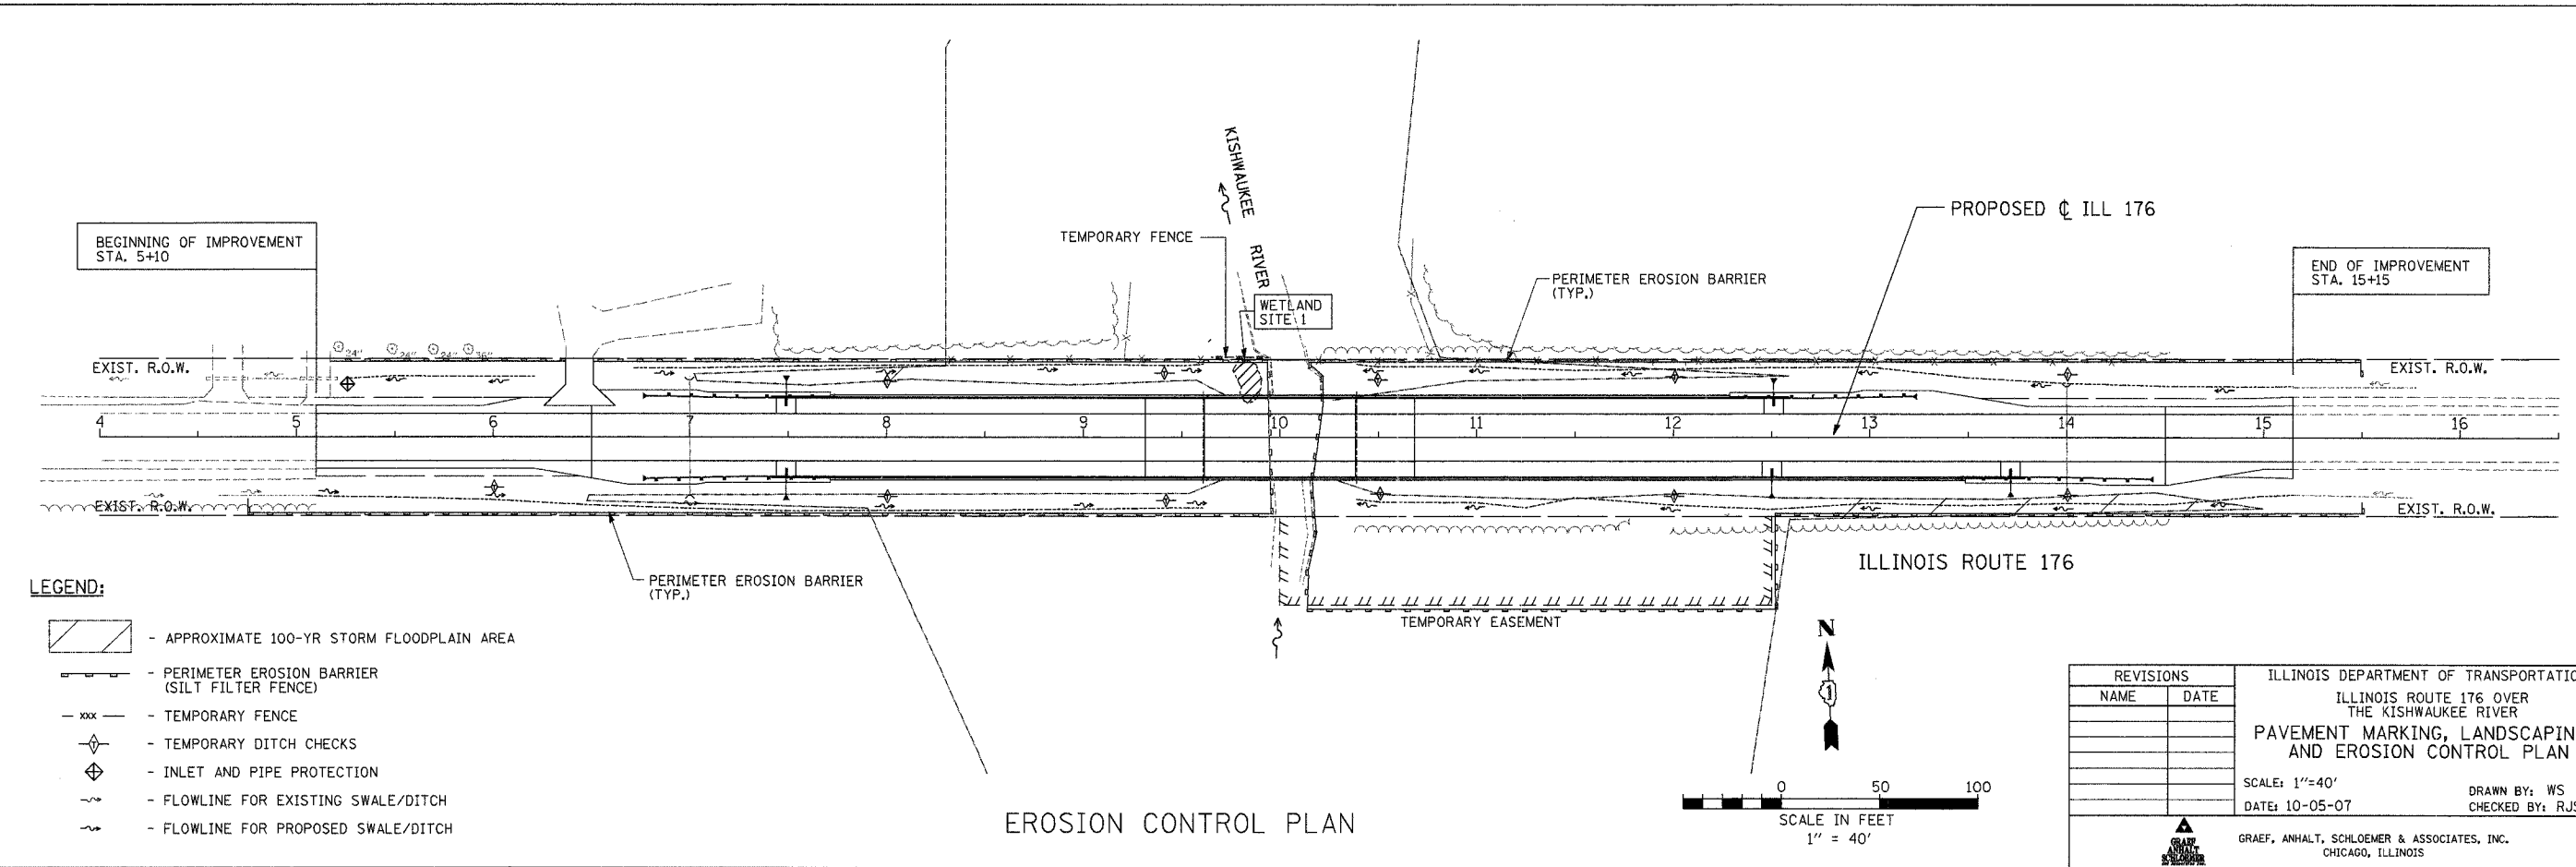 KISHWAUKEE RIVER
TEMPORARY FENCE
PROPOSED ℄ ILL 176
BEGINNING OF IMPROVEMENT
STA. 5+10
END OF IMPROVEMENT
STA. 15+15
PERIMETER EROSION BARRIER
(TYP.)
WETLAND
SITE 1
24" 24" 24" 36"
EXIST. R.O.W.
EXIST. R.O.W.
4 5 6 7 8 9 10 11 12 13 14 15 16
EXIST. R.O.W.
EXIST. R.O.W.
ILLINOIS ROUTE 176
PERIMETER EROSION BARRIER
(TYP.)
TEMPORARY EASEMENT
LEGEND:
- APPROXIMATE 100-YR STORM FLOODPLAIN AREA
- PERIMETER EROSION BARRIER
(SILT FILTER FENCE)
XXX - TEMPORARY FENCE
T - TEMPORARY DITCH CHECKS
- INLET AND PIPE PROTECTION
- FLOWLINE FOR EXISTING SWALE/DITCH
- FLOWLINE FOR PROPOSED SWALE/DITCH
EROSION CONTROL PLAN
N
1
0 50 100
SCALE IN FEET
1" = 40'
REVISIONS
NAME DATE
ILLINOIS DEPARTMENT OF TRANSPORTATIO
ILLINOIS ROUTE 176 OVER
THE KISHWAUKEE RIVER
PAVEMENT MARKING, LANDSCAPIN
AND EROSION CONTROL PLAN
SCALE: 1"=40'
DATE: 10-05-07
DRAWN BY: WS
CHECKED BY: RJS
GRAEF
ANHALT
SCHLOEMER
GRAEF, ANHALT, SCHLOEMER & ASSOCIATES, INC.
CHICAGO, ILLINOIS